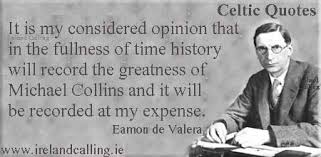 Celtic Quotes
It is my considered opinion that
in the fullness of time history
will record the greatness of
Michael Collins and it will
be recorded at my expense.
Eamon de Valera
www.irelandcalling.ie